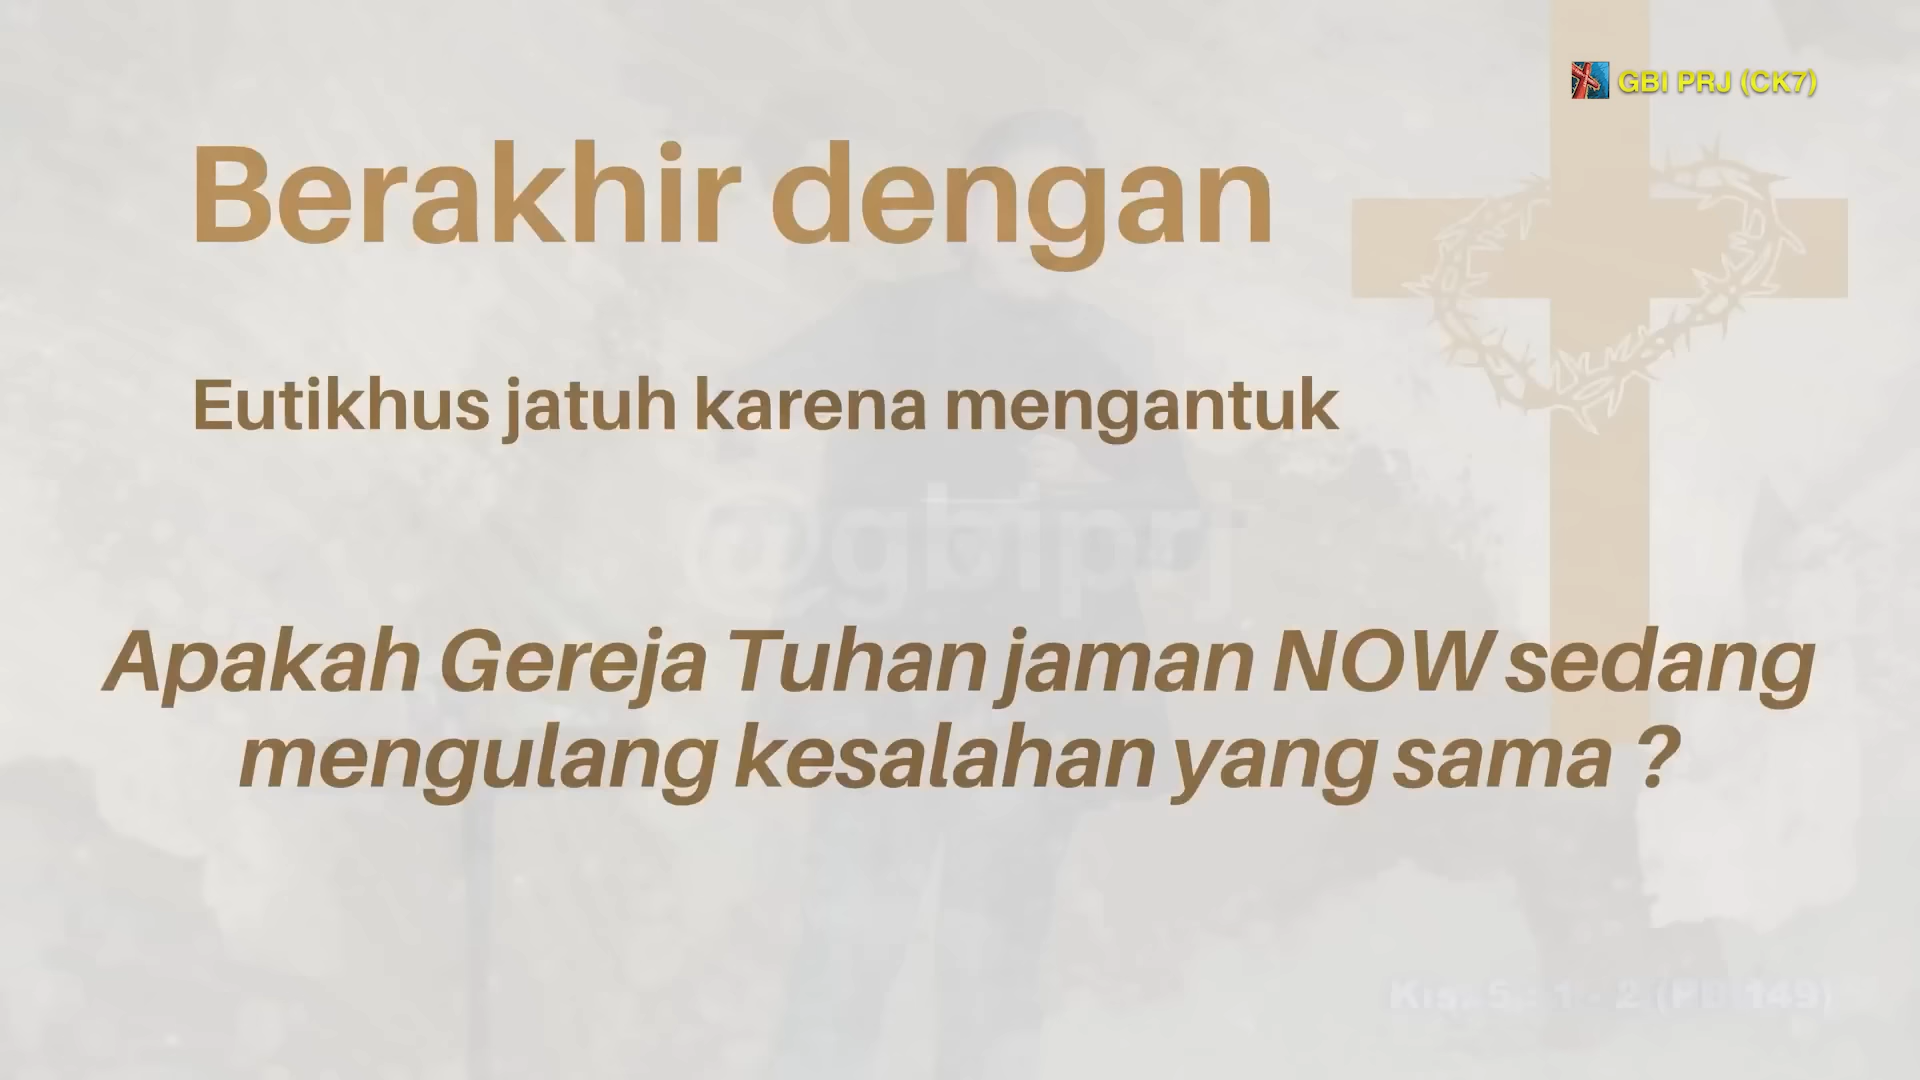 GBI PRJ (CK7)
Berakhir dengan
Eutikhus jatuh karena mengantuk
@gbiprj
Apakah Gereja Tuhan jaman NOW sedang
mengulang kesalahan yang sama ?